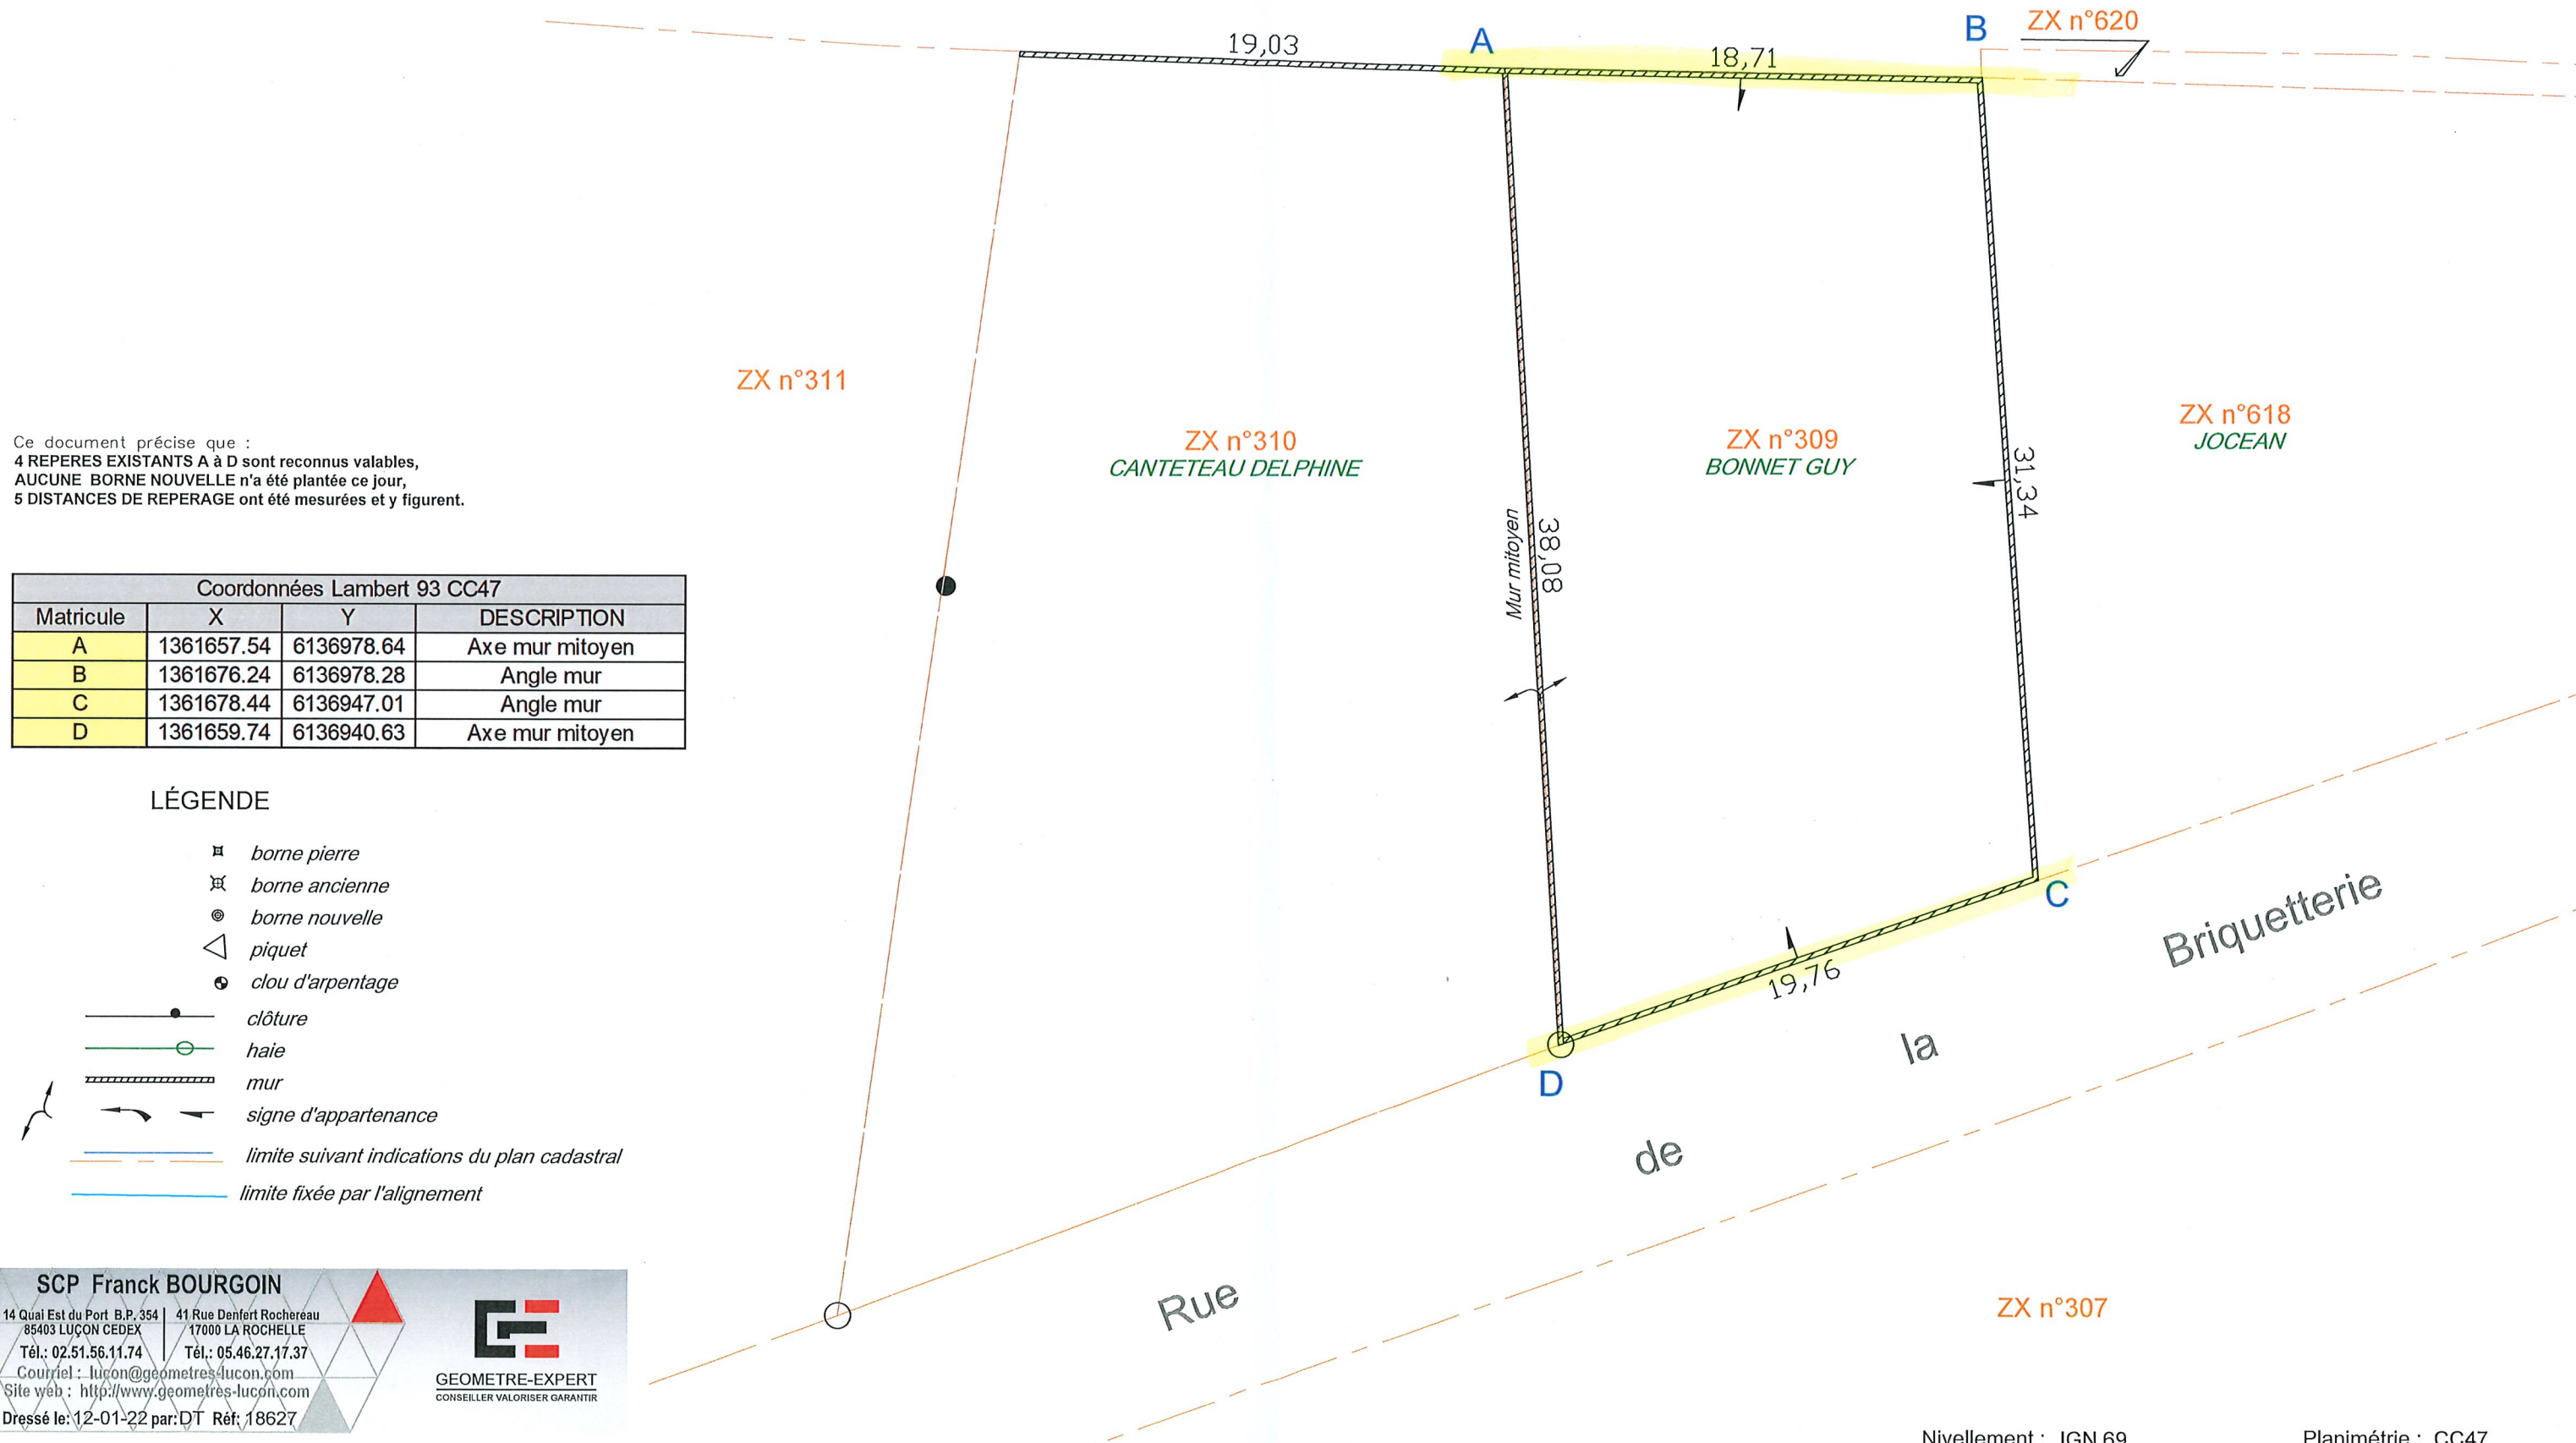 19,03
A
18,71
B
ZX n°620
ZX n°311
ZX n°310
CANTETEAU DELPHINE
ZX n°309
BONNET GUY
ZX n°618
JOCEAN
Mur mitoyen
38,08
31,34
Ce document précise que :
4 REPERES EXISTANTS A à D sont reconnus valables,
AUCUNE BORNE NOUVELLE n'a été plantée ce jour,
5 DISTANCES DE REPERAGE ont été mesurées et y figurent.
Coordonnées Lambert 93 CC47
Matricule X Y DESCRIPTION
A 1361657.54 6136978.64 Axe mur mitoyen
B 1361676.24 6136978.28 Angle mur
C 1361678.44 6136947.01 Angle mur
D 1361659.74 6136940.63 Axe mur mitoyen
LÉGENDE
borne pierre
borne ancienne
borne nouvelle
piquet
clou d'arpentage
clôture
haie
mur
signe d'appartenance
limite suivant indications du plan cadastral
limite fixée par l'alignement
C
19,76
D
Rue de la Briquetterie
ZX n°307
SCP Franck BOURGOIN
14 Quai Est du Port B.P. 354
85403 LUÇON CEDEX
Tél.: 02.51.56.11.74
41 Rue Denfert Rochereau
17000 LA ROCHELLE
Tél.: 05.46.27.17.37
Courriel : lucon@geometres-lucon.com
Site web : http://www.geometres-lucon.com
Dressé le: 12-01-22 par: DT Réf: 18627
GEOMETRE-EXPERT
CONSEILLER VALORISER GARANTIR
Nivellement : IGN 69
Planimétrie : CC47